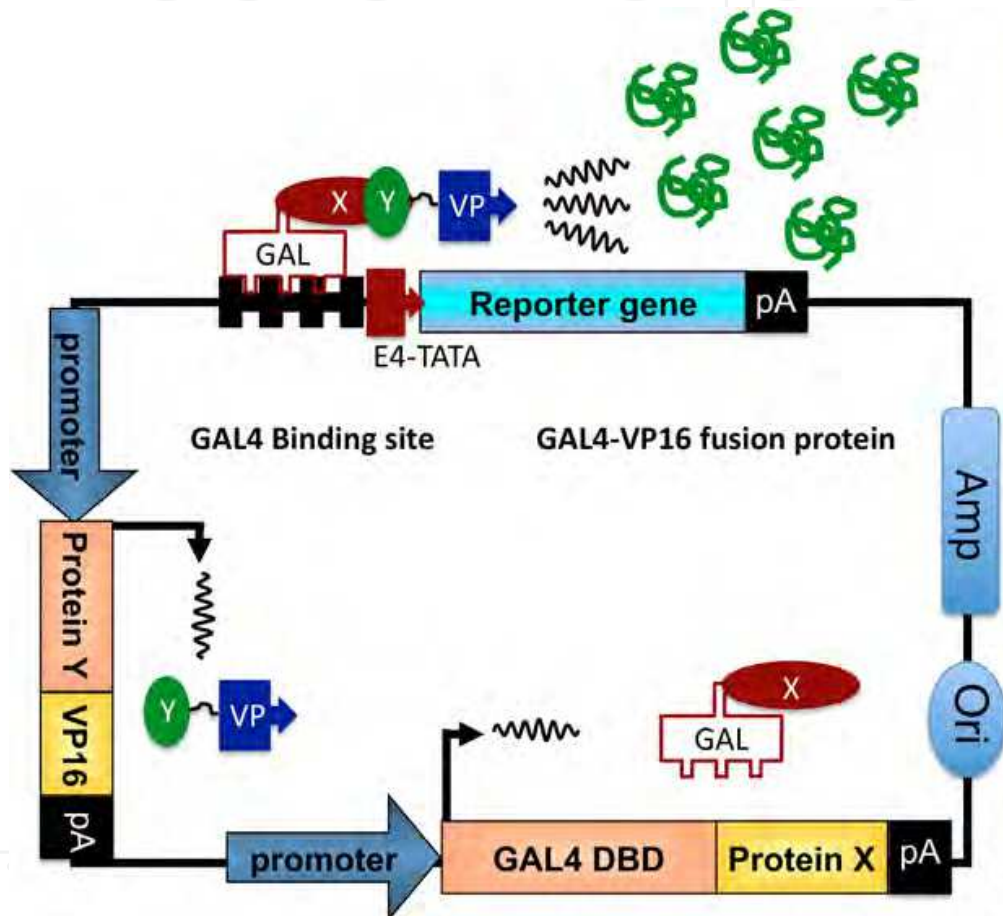 X Y VP
GAL
Reporter gene pA
E4-TATA
promoter
GAL4 Binding site
GAL4-VP16 fusion protein
Amp
Protein Y
VP16
pA
Y VP
X
GAL
Ori
promoter
GAL4 DBD Protein X pA